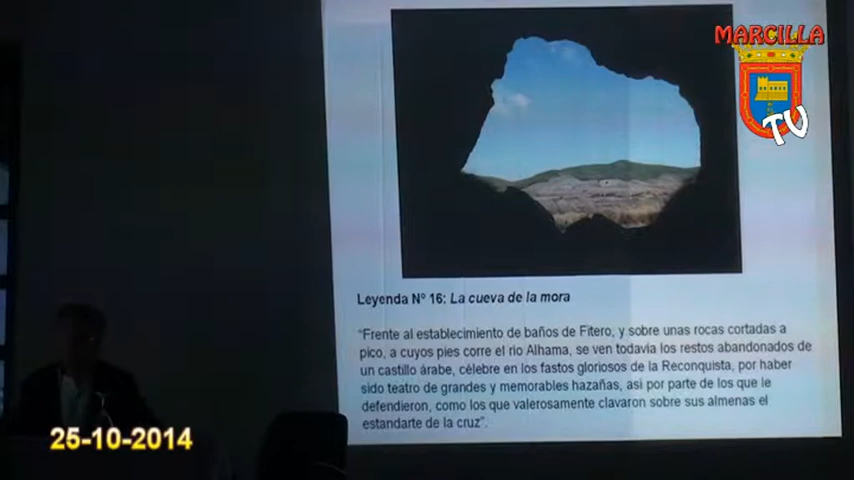 MARCILLA
TV
Leyenda Nº 16: La cueva de la mora
“Frente al establecimiento de baños de Fitero, y sobre unas rocas cortadas a
pico, a cuyos pies corre el río Alhama, se ven todavía los restos abandonados de
un castillo árabe, célebre en los fastos gloriosos de la Reconquista, por haber
sido teatro de grandes y memorables hazañas, así por parte de los que le
defendieron, como los que valerosamente clavaron sobre sus almenas el
estandarte de la cruz”.
25-10-2014